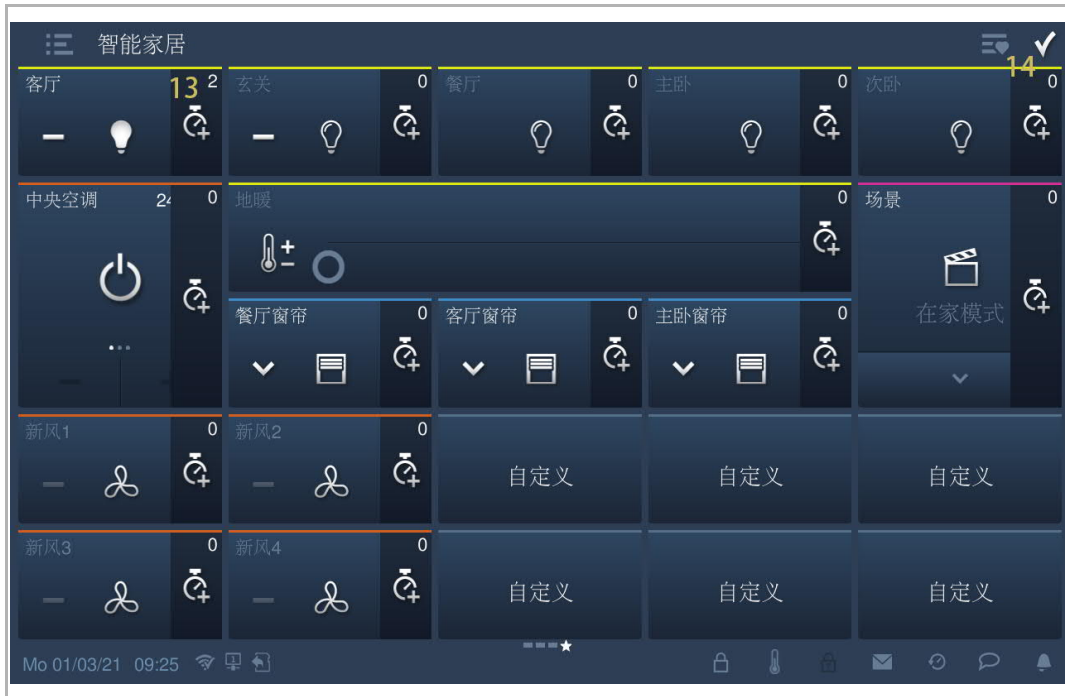 智能家居
14
客厅 13 2
玄关 0
餐厅 0
主卧 0
次卧 0
中央空调 24 0
地暖 0
场景 0
在家模式
餐厅窗帘 0
客厅窗帘 0
主卧窗帘 0
新风1 0
新风2 0
自定义
自定义
自定义
新风3 0
新风4 0
自定义
自定义
自定义
Mo 01/03/21 09:25